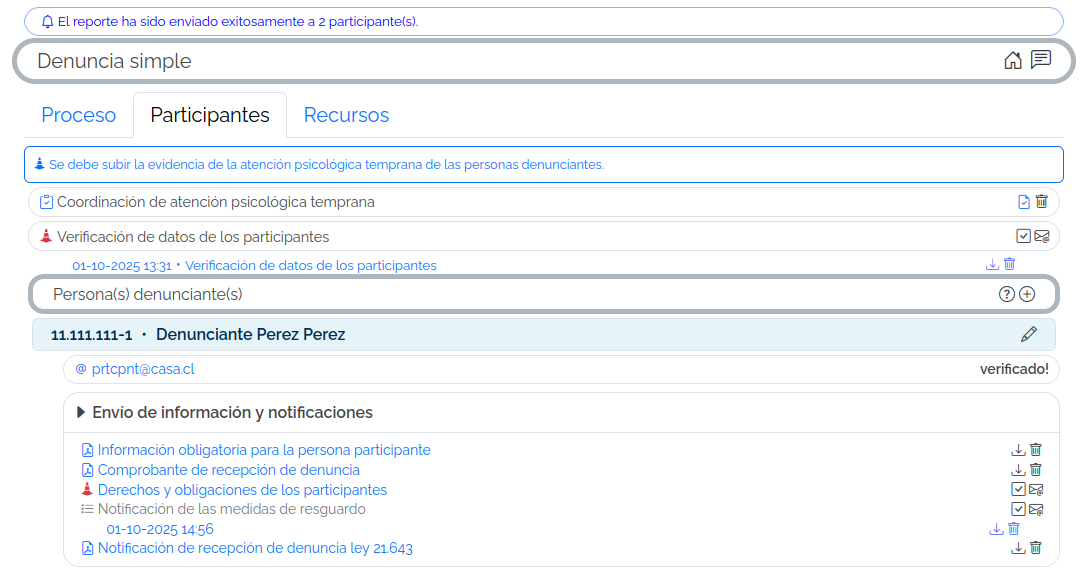 El reporte ha sido enviado exitosamente a 2 participante(s).
Denuncia simple
Proceso Participantes Recursos
Se debe subir la evidencia de la atención psicológica temprana de las personas denunciantes.
Coordinación de atención psicológica temprana
Verificación de datos de los participantes
01-10-2025 13:31 • Verificación de datos de los participantes
Persona(s) denunciante(s)
11.111.111-1 • Denunciante Perez Perez
@ prtcpnt@casa.cl verificado!
Envío de información y notificaciones
Información obligatoria para la persona participante
Comprobante de recepción de denuncia
Derechos y obligaciones de los participantes
Notificación de las medidas de resguardo
01-10-2025 14:56
Notificación de recepción de denuncia ley 21.643